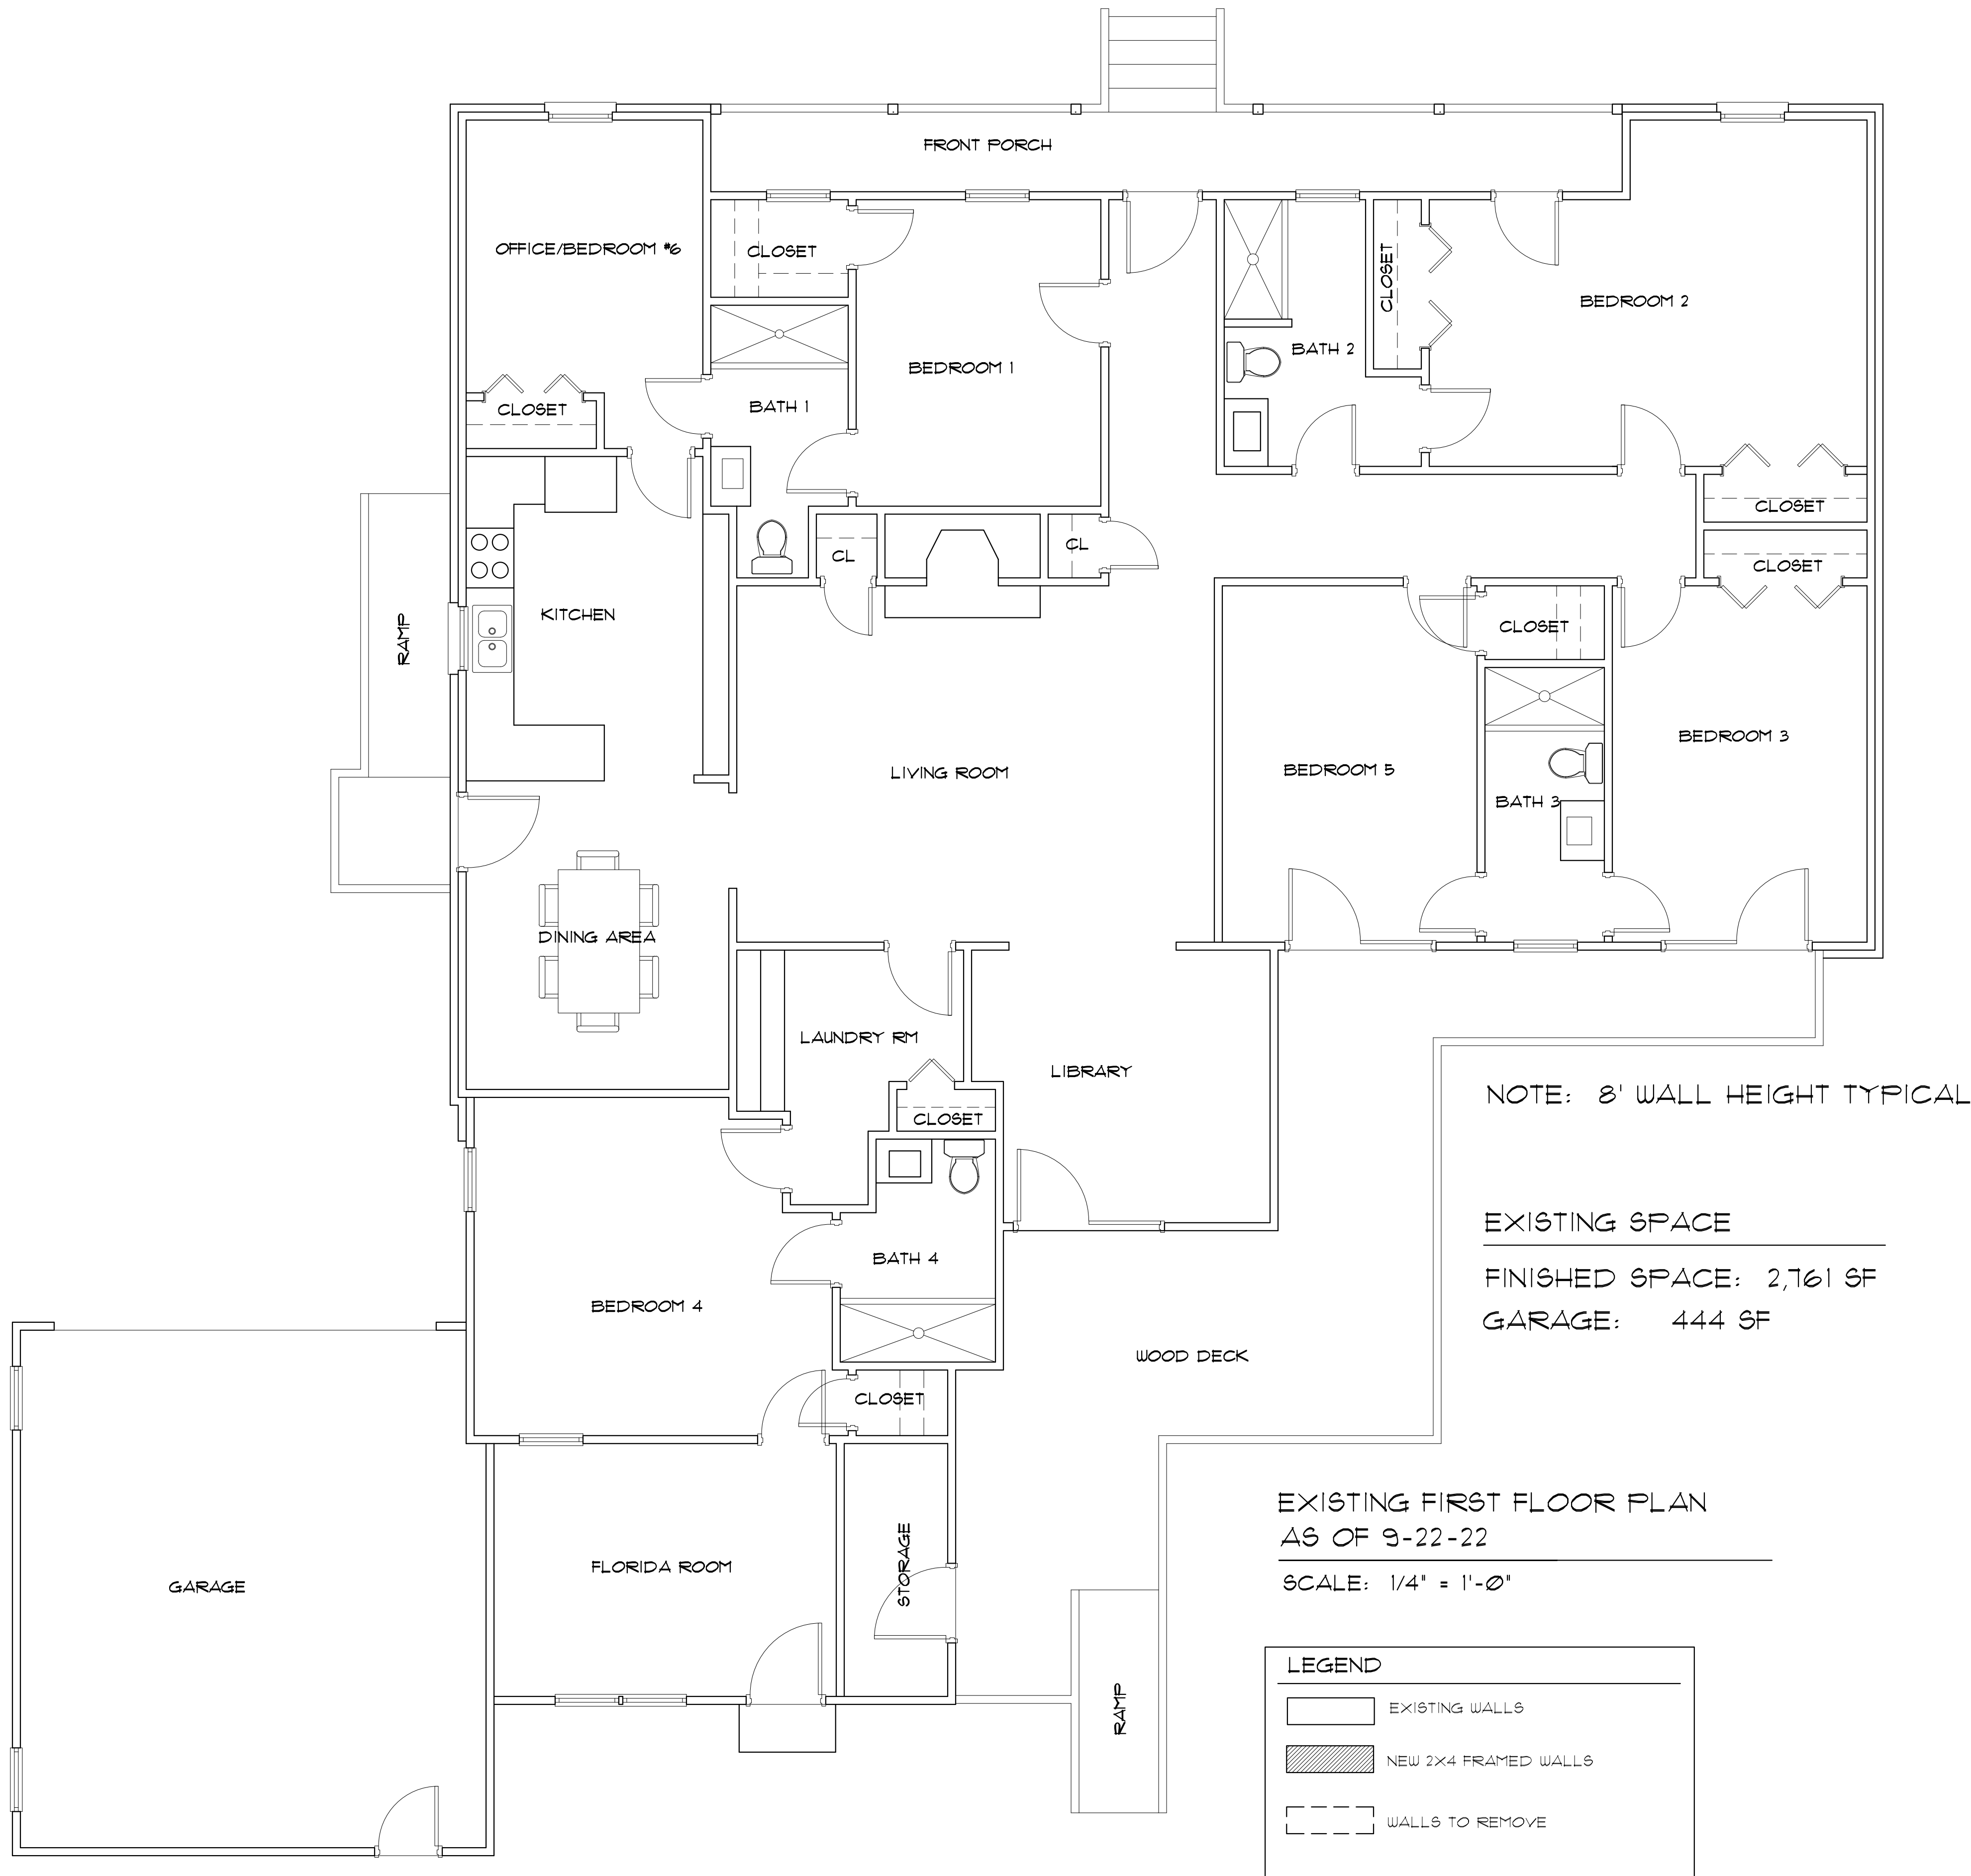 FRONT PORCH
OFFICE/BEDROOM #6
CLOSET
CLOSET
BEDROOM 2
BATH 2
BEDROOM 1
BATH 1
CLOSET
CLOSET
CL
CL
CLOSET
KITCHEN
RAMP
CLOSET
BEDROOM 3
LIVING ROOM
BEDROOM 5
BATH 3
DINING AREA
LAUNDRY RM
LIBRARY
CLOSET
NOTE: 8' WALL HEIGHT TYPICAL
EXISTING SPACE
FINISHED SPACE: 2,761 SF
GARAGE: 444 SF
BATH 4
BEDROOM 4
WOOD DECK
CLOSET
EXISTING FIRST FLOOR PLAN
AS OF 9-22-22
SCALE: 1/4" = 1'-0"
FLORIDA ROOM
STORAGE
GARAGE
RAMP
LEGEND
EXISTING WALLS
NEW 2X4 FRAMED WALLS
WALLS TO REMOVE